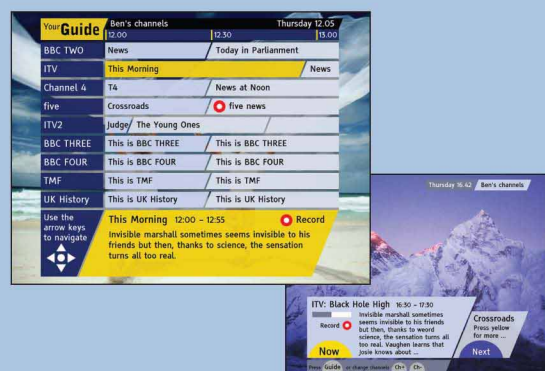 Your Guide
Ben's channels
Thursday 12.05
12.00
12.30
13.00
BBC TWO
News
Today in Parlianment
ITV
This Morning
News
Channel 4
T4
News at Noon
five
Crossroads
five news
ITV2
Judge
The Young Ones
BBC THREE
This is BBC THREE
This is BBC THREE
BBC FOUR
This is BBC FOUR
This is BBC FOUR
TMF
This is TMF
This is TMF
UK History
This is UK History
This is UK History
Use the
arrow keys
to navigate
This Morning 12:00 – 12:55
Record
Invisible marshall sometimes seems invisible to his
friends but then, thanks to science, the sensation
turns all too real.
Thursday 16.42
Ben's channels
ITV: Black Hole High 16:30 – 17:30
Invisible marshall sometimes
seems invisible to his friends
but then, thanks to weord
science, the sensation turns all
too real. Vaughen learns that
Josie knows about ...
Record
Now
Crossroads
Press yellow
for more ...
Next
Press Guide or change channels Ch+ Ch-